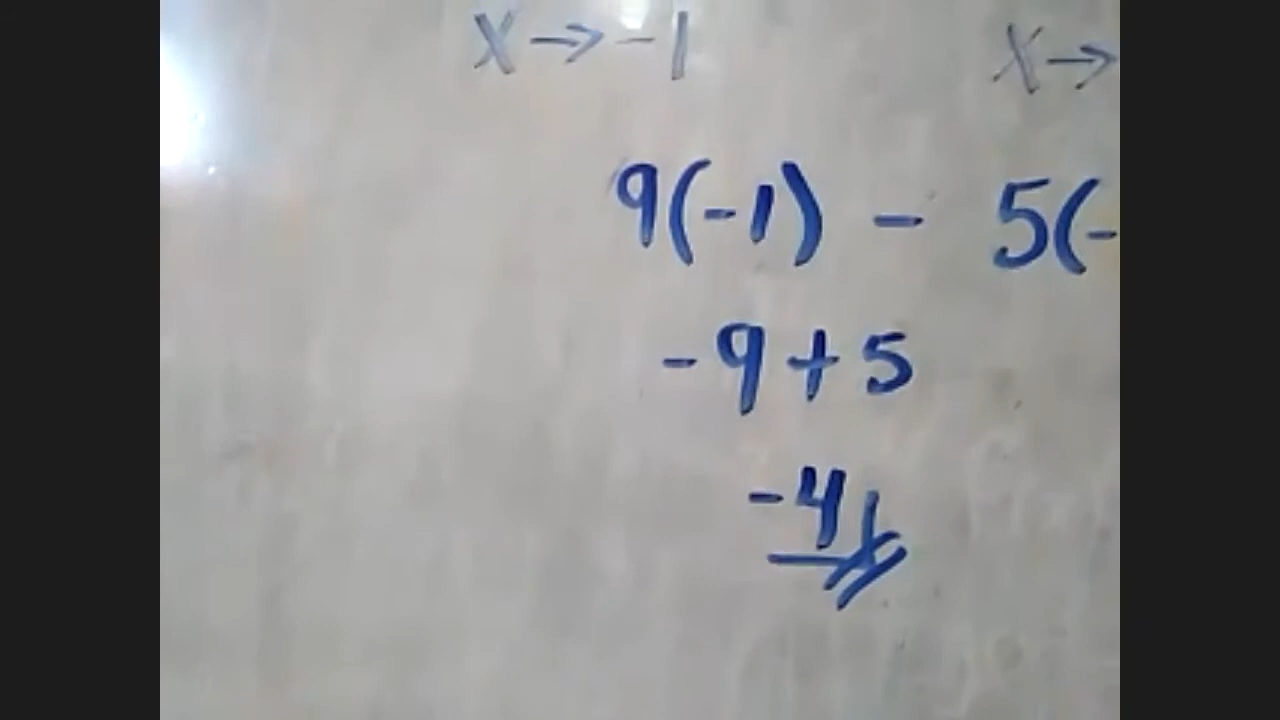 X → -1 X →
9(-1) - 5(-
-9 + 5
-4